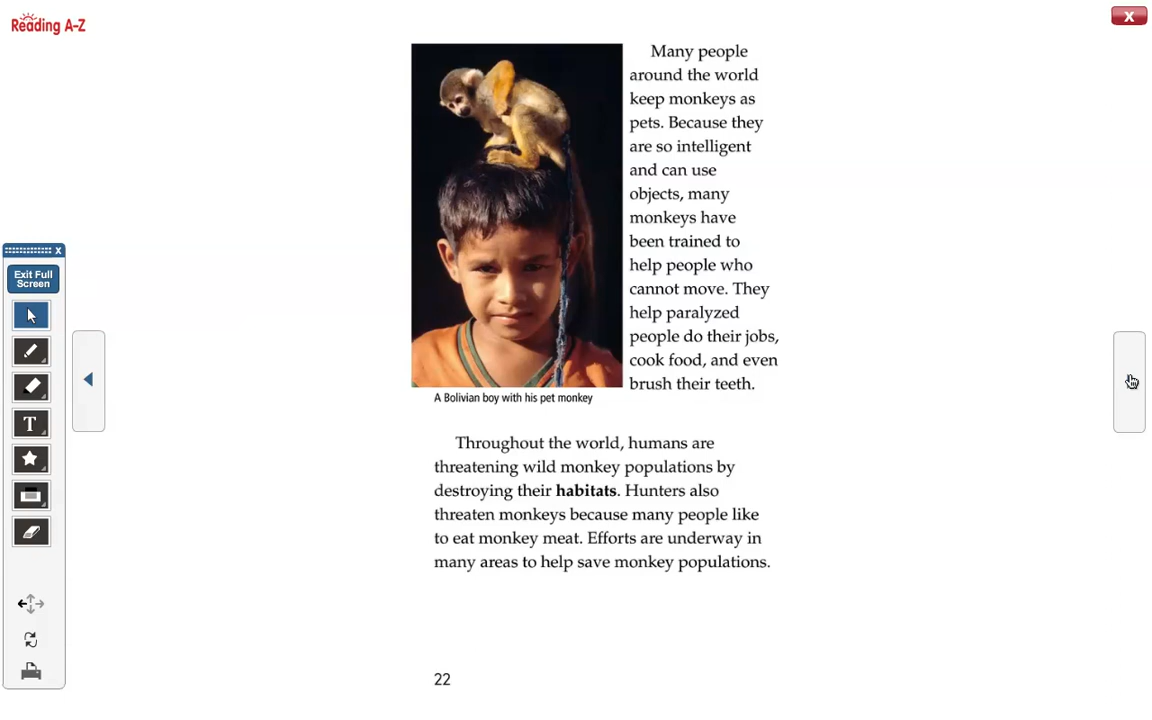 Reading A-Z
X
Many people
around the world
keep monkeys as
pets. Because they
are so intelligent
and can use
objects, many
monkeys have
been trained to
help people who
cannot move. They
help paralyzed
people do their jobs,
cook food, and even
brush their teeth.
A Bolivian boy with his pet monkey
Throughout the world, humans are
threatening wild monkey populations by
destroying their habitats. Hunters also
threaten monkeys because many people like
to eat monkey meat. Efforts are underway in
many areas to help save monkey populations.
22
x
Exit Full
Screen
T